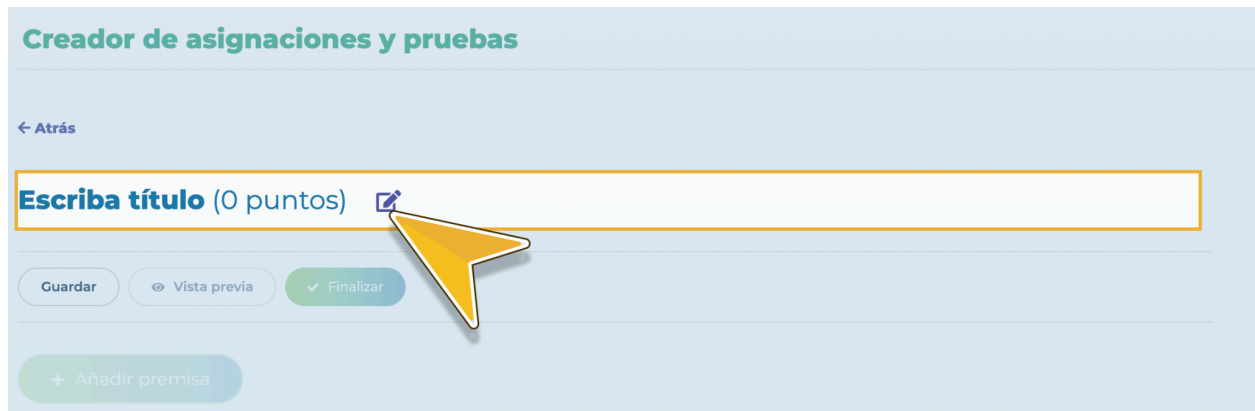 Creador de asignaciones y pruebas
← Atrás
Escriba título (0 puntos)
Guardar Vista previa Finalizar
+ Añadir premisa